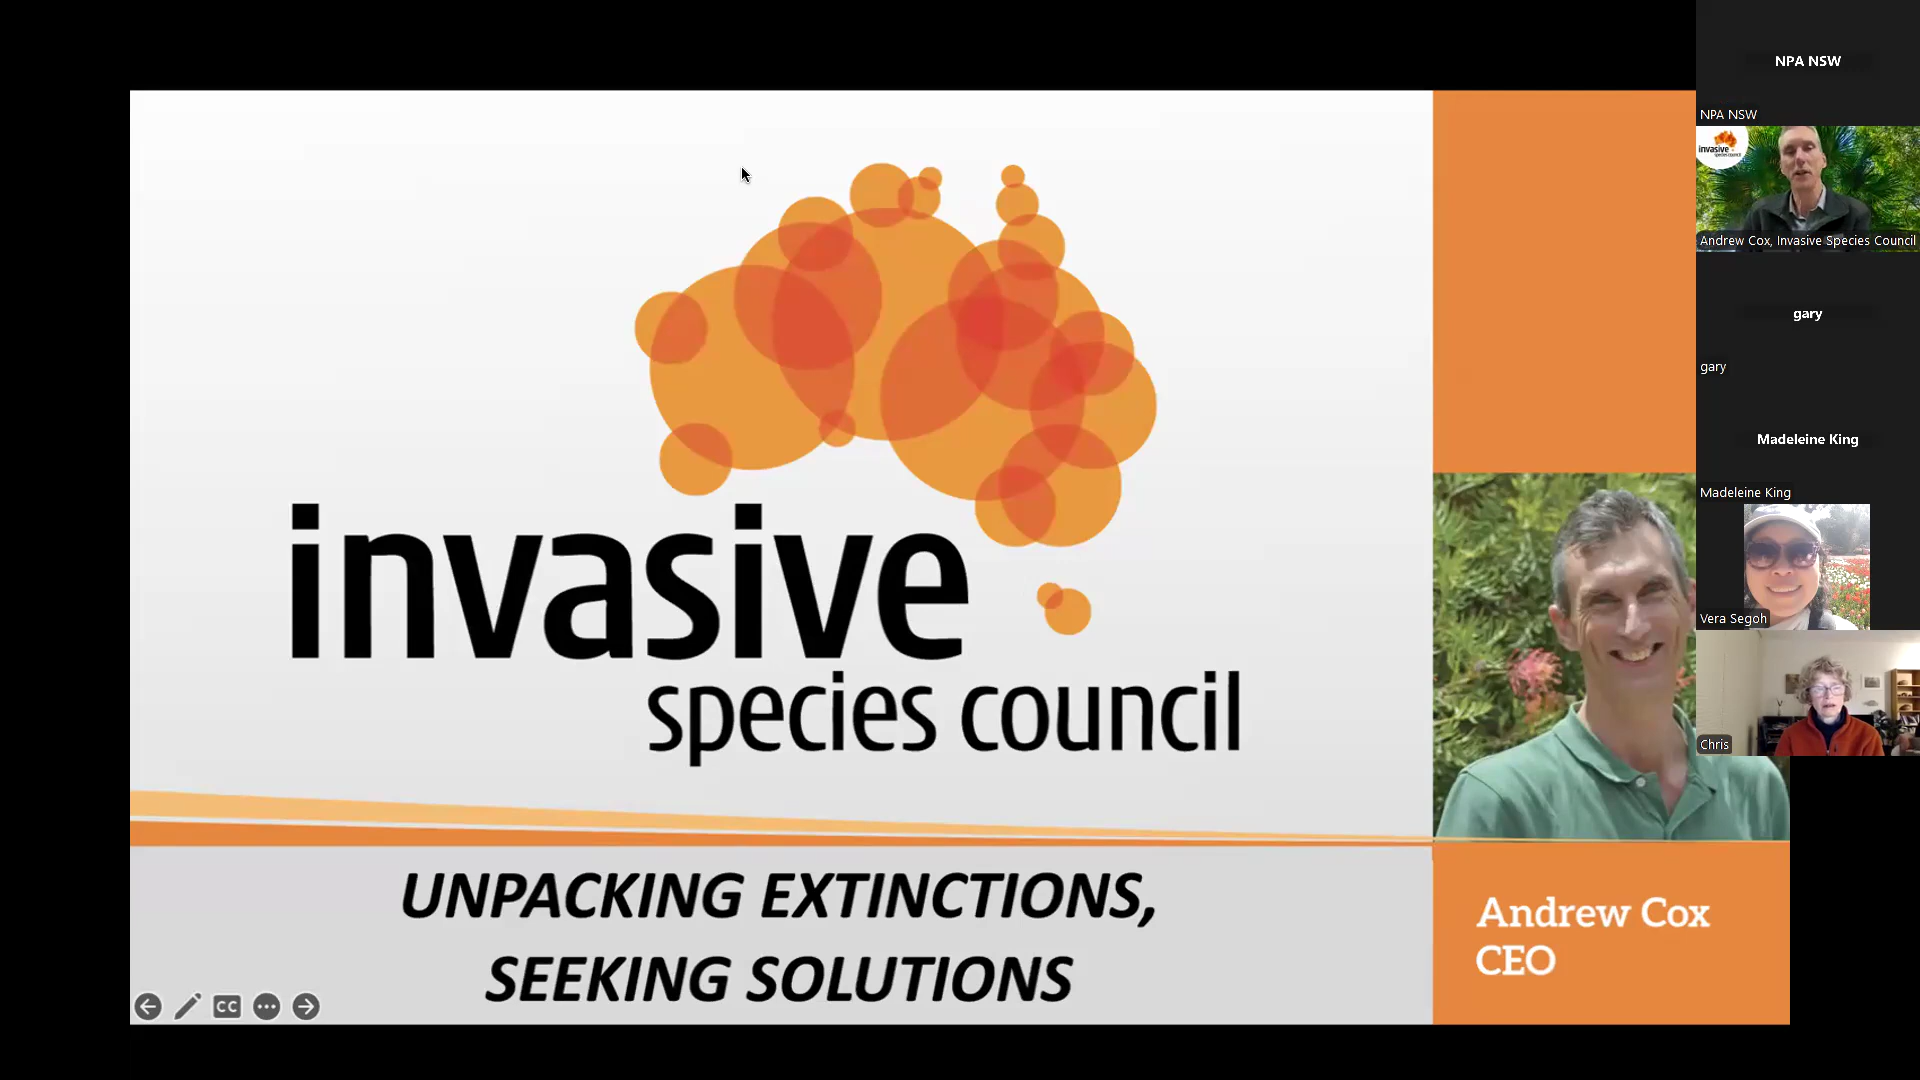 invasive
species council
UNPACKING EXTINCTIONS,
SEEKING SOLUTIONS
Andrew Cox
CEO
CC
NPA NSW
NPA NSW
invasive
species council
Andrew Cox, Invasive Species Council
gary
gary
Madeleine King
Madeleine King
Vera Segoh
Chris